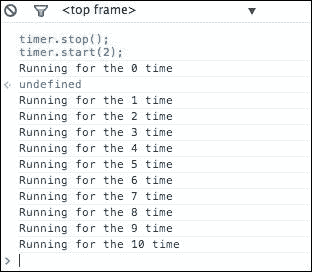 <top frame>
timer.stop();
timer.start(2);
Running for the 0 time
undefined
Running for the 1 time
Running for the 2 time
Running for the 3 time
Running for the 4 time
Running for the 5 time
Running for the 6 time
Running for the 7 time
Running for the 8 time
Running for the 9 time
Running for the 10 time